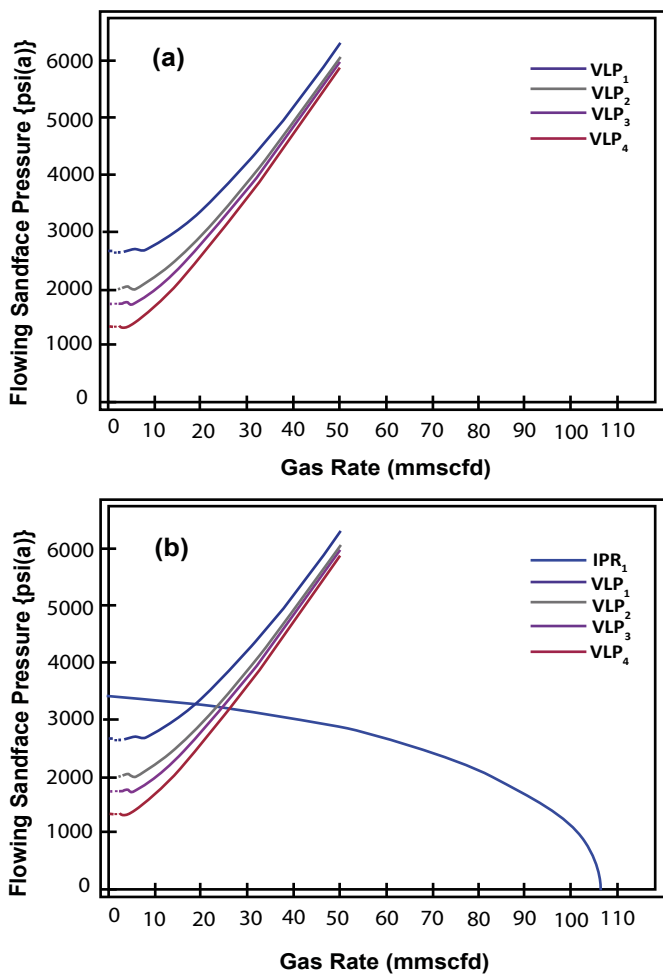 (a)
Flowing Sandface Pressure {psi(a)}
6000
5000
4000
3000
2000
1000
0
VLP1
VLP2
VLP3
VLP4
0 10 20 30 40 50 60 70 80 90 100 110
Gas Rate (mmscfd)
(b)
Flowing Sandface Pressure {psi(a)}
6000
5000
4000
3000
2000
1000
0
IPR1
VLP1
VLP2
VLP3
VLP4
0 10 20 30 40 50 60 70 80 90 100 110
Gas Rate (mmscfd)